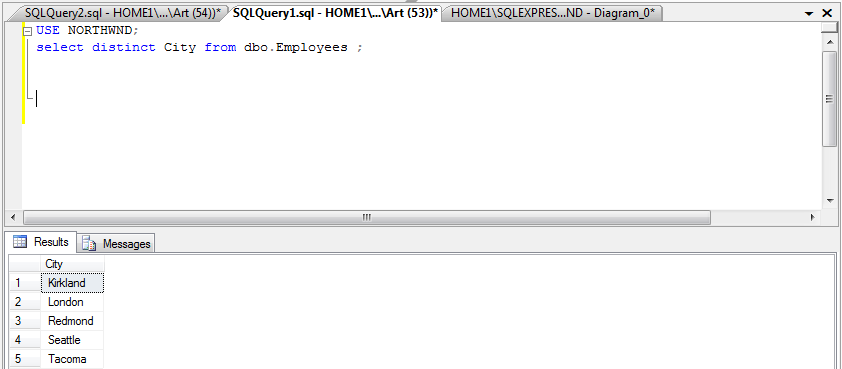 SQLQuery2.sql - HOME1\...\Art (54))* SQLQuery1.sql - HOME1\...\Art (53))* HOME1\SQLEXPRES...ND - Diagram_0*
USE NORTHWND;
select distinct City from dbo.Employees ;
Results Messages
City
1 Kirkland
2 London
3 Redmond
4 Seattle
5 Tacoma